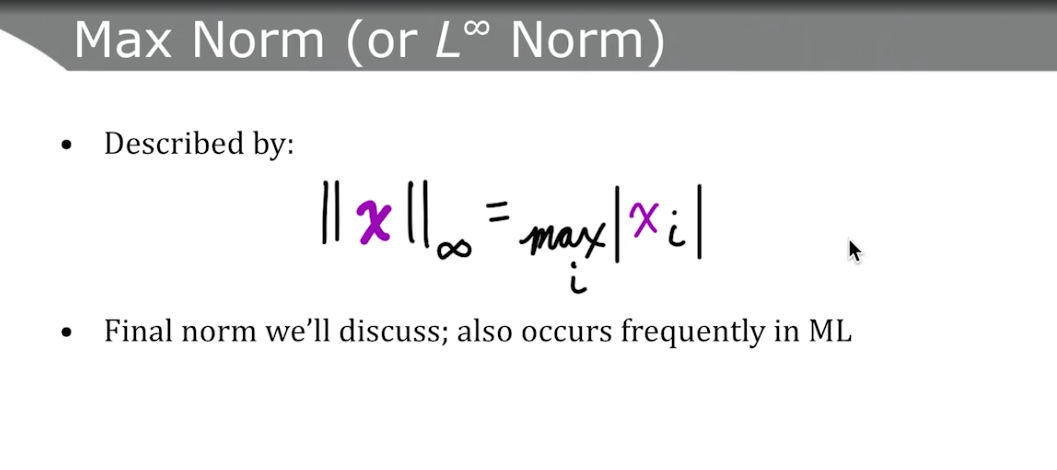 Max Norm (or L∞ Norm)
• Described by:
||x||∞ = max |xi|
i
• Final norm we'll discuss; also occurs frequently in ML